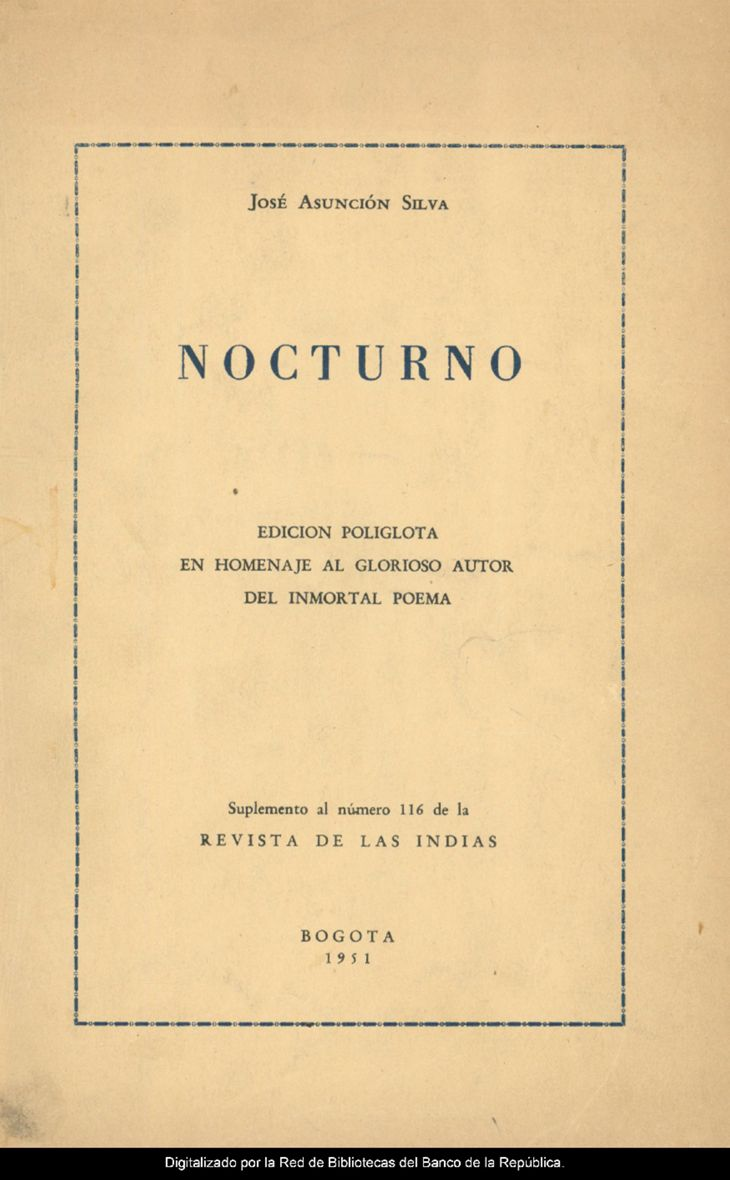 José Asunción Silva
NOCTURNO
EDICION POLIGLOTA
EN HOMENAJE AL GLORIOSO AUTOR
DEL INMORTAL POEMA
Suplemento al número 116 de la
REVISTA DE LAS INDIAS
BOGOTA
1951
Digitalizado por la Red de Bibliotecas del Banco de la República.